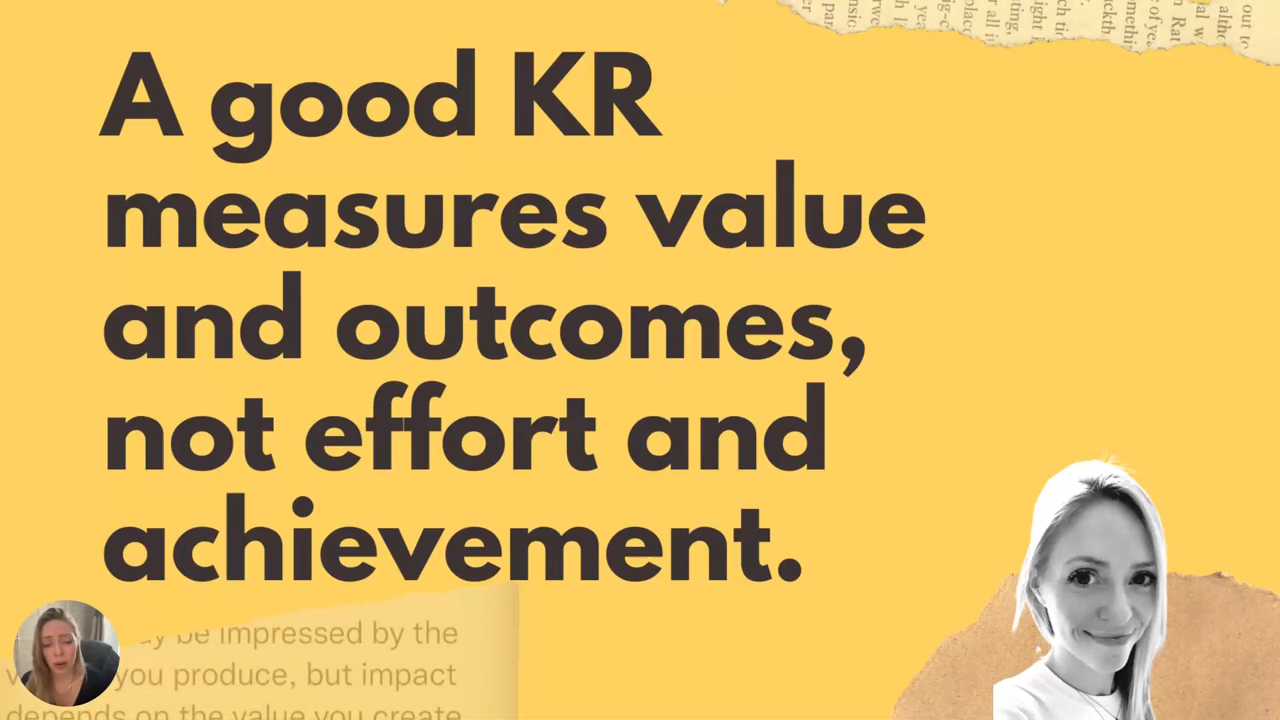 A good KR
measures value
and outcomes,
not effort and
achievement.
be impressed by the
you produce, but impact
depends on the value you create